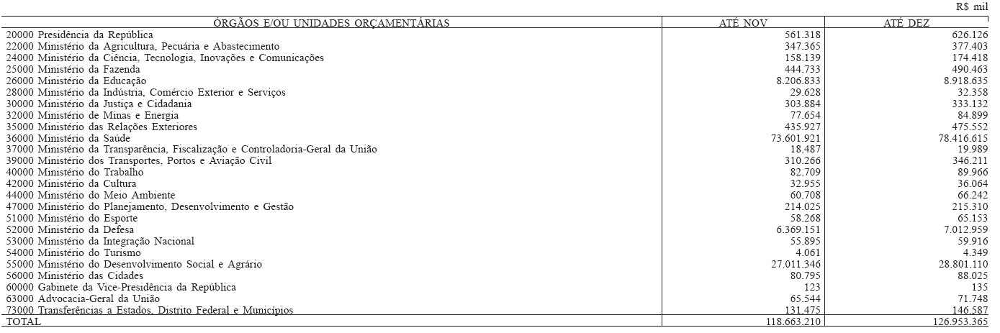 R$ mil
ÓRGÃOS E/OU UNIDADES ORÇAMENTÁRIAS ATÉ NOV ATÉ DEZ
20000 Presidência da República 561.318 626.126
22000 Ministério da Agricultura, Pecuária e Abastecimento 347.365 377.403
24000 Ministério da Ciência, Tecnologia, Inovações e Comunicações 158.139 174.418
25000 Ministério da Fazenda 444.733 490.463
26000 Ministério da Educação 8.206.833 8.918.635
28000 Ministério da Indústria, Comércio Exterior e Serviços 29.628 32.358
30000 Ministério da Justiça e Cidadania 303.884 333.132
32000 Ministério de Minas e Energia 77.654 84.899
35000 Ministério das Relações Exteriores 435.927 475.552
36000 Ministério da Saúde 73.601.921 78.416.615
37000 Ministério da Transparência, Fiscalização e Controladoria-Geral da União 18.487 19.989
39000 Ministério dos Transportes, Portos e Aviação Civil 310.266 346.211
40000 Ministério do Trabalho 82.709 89.966
42000 Ministério da Cultura 32.955 36.064
44000 Ministério do Meio Ambiente 60.708 66.242
47000 Ministério do Planejamento, Desenvolvimento e Gestão 214.025 215.310
51000 Ministério do Esporte 58.268 65.153
52000 Ministério da Defesa 6.369.151 7.012.959
53000 Ministério da Integração Nacional 55.895 59.916
54000 Ministério do Turismo 4.061 4.349
55000 Ministério do Desenvolvimento Social e Agrário 27.011.346 28.801.110
56000 Ministério das Cidades 80.795 88.025
60000 Gabinete da Vice-Presidência da República 123 135
63000 Advocacia-Geral da União 65.544 71.748
73000 Transferências a Estados, Distrito Federal e Municípios 131.475 146.587
TOTAL 118.663.210 126.953.365